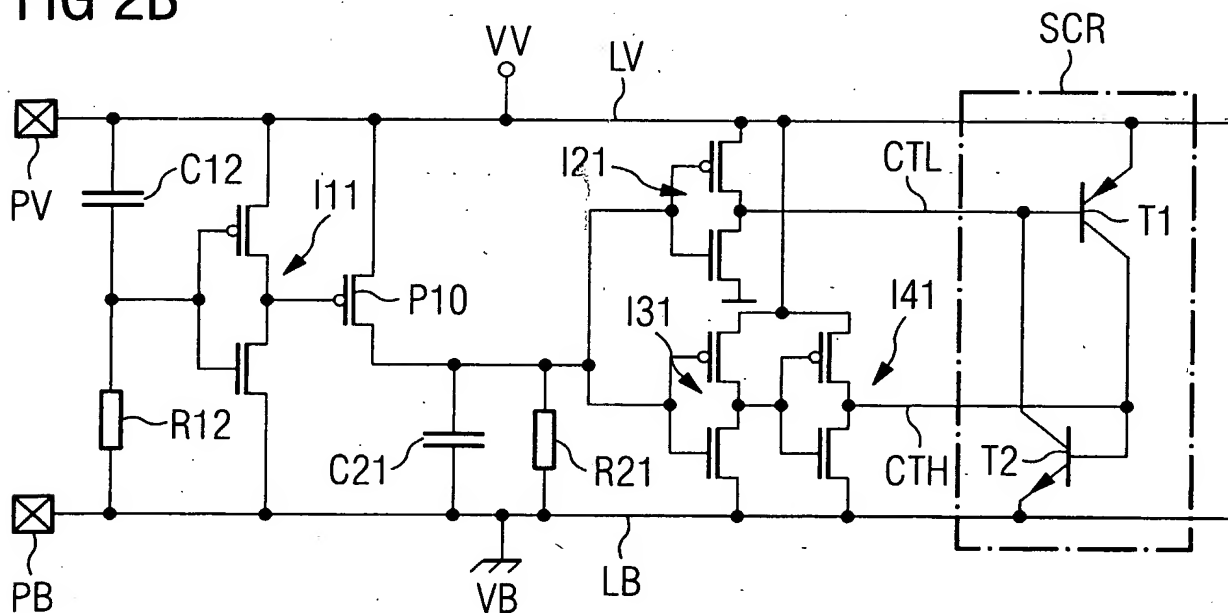 FIG 2B
SCR
VV
LV
PV
C12
I11
I21
CTL
T1
P10
I31
I41
R12
C21
R21
CTH
T2
PB
VB
LB